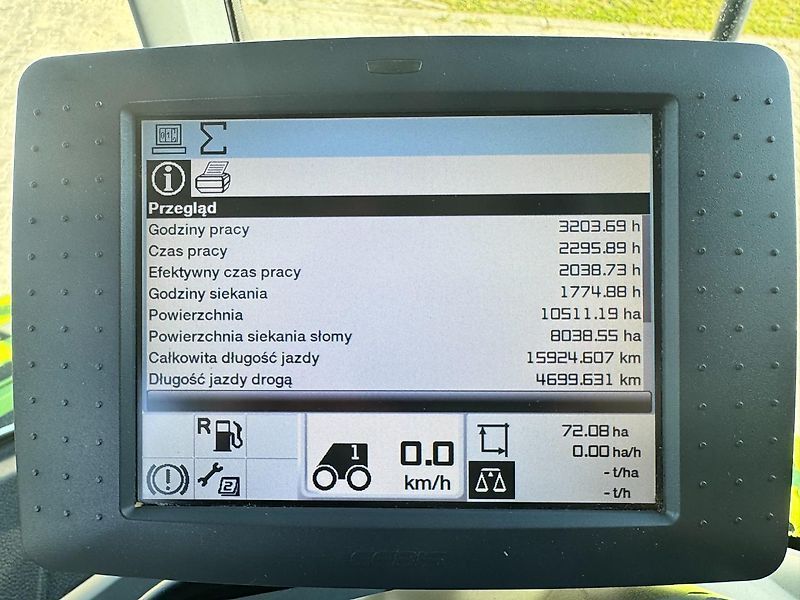 Przegląd
Godziny pracy 3203.69 h
Czas pracy 2295.89 h
Efektywny czas pracy 2038.73 h
Godziny siekania 1774.88 h
Powierzchnia 10511.19 ha
Powierzchnia siekania słomy 8038.55 ha
Całkowita długość jazdy 15924.607 km
Długość jazdy drogą 4699.631 km
R
2
1
0.0
km/h
72.08 ha
0.00 ha/h
- t/ha
- t/h
CEBIS